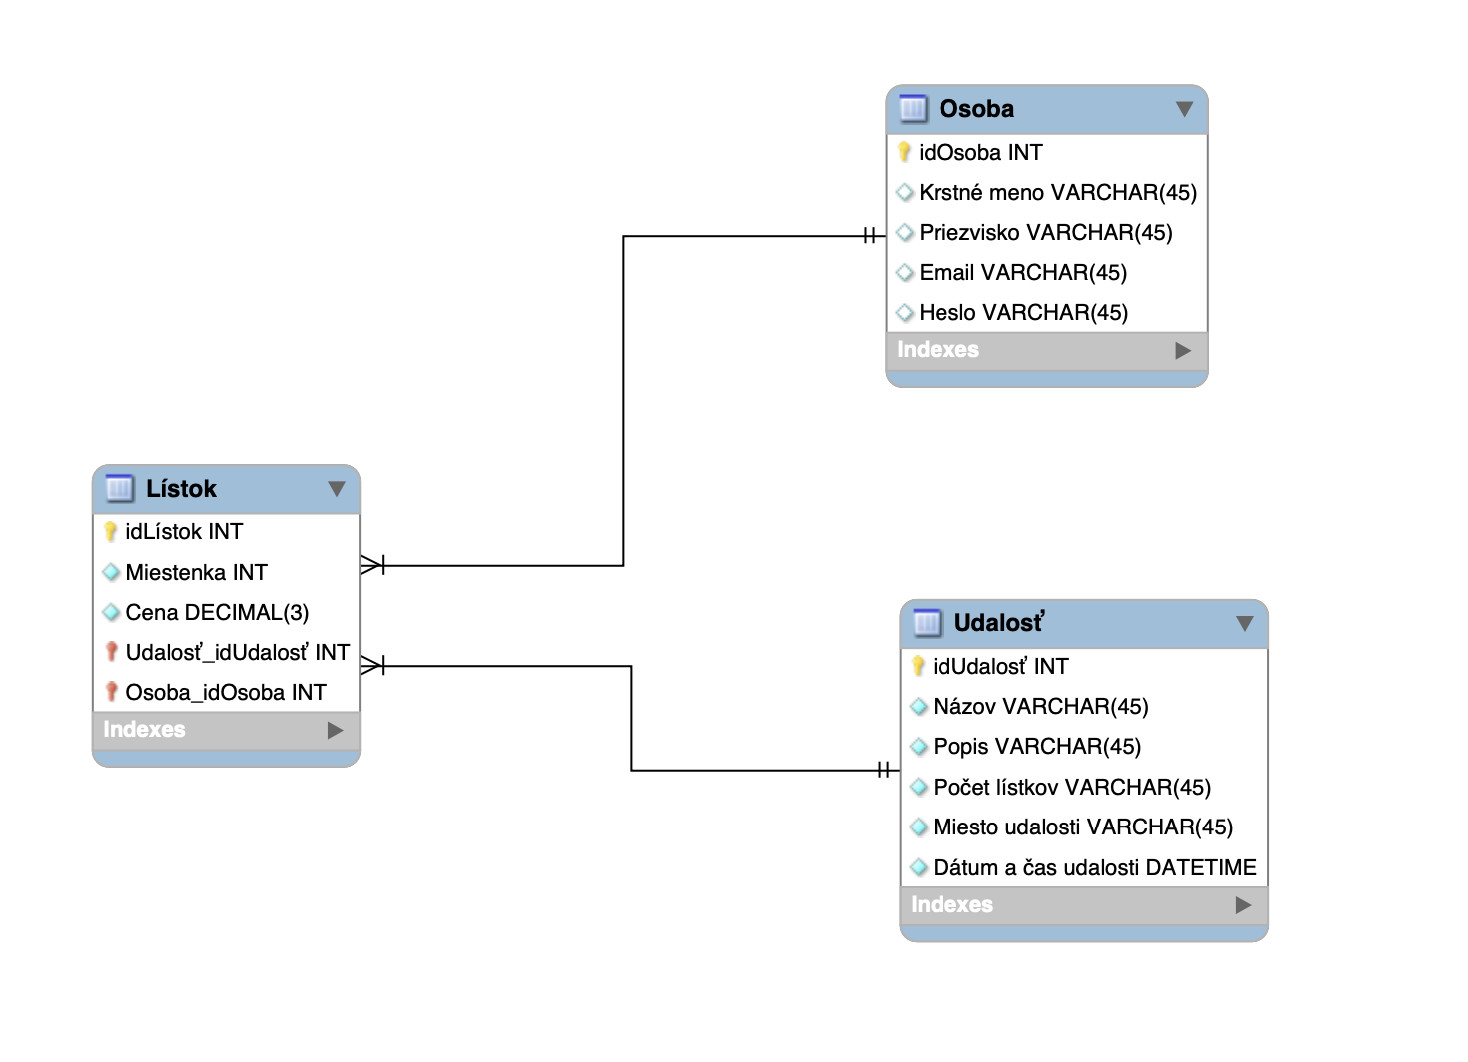 Osoba
idOsoba INT
Krstné meno VARCHAR(45)
Priezvisko VARCHAR(45)
Email VARCHAR(45)
Heslo VARCHAR(45)
Indexes
Lístok
idLístok INT
Miestenka INT
Cena DECIMAL(3)
Udalosť_idUdalosť INT
Osoba_idOsoba INT
Indexes
Udalosť
idUdalosť INT
Názov VARCHAR(45)
Popis VARCHAR(45)
Počet lístkov VARCHAR(45)
Miesto udalosti VARCHAR(45)
Dátum a čas udalosti DATETIME
Indexes